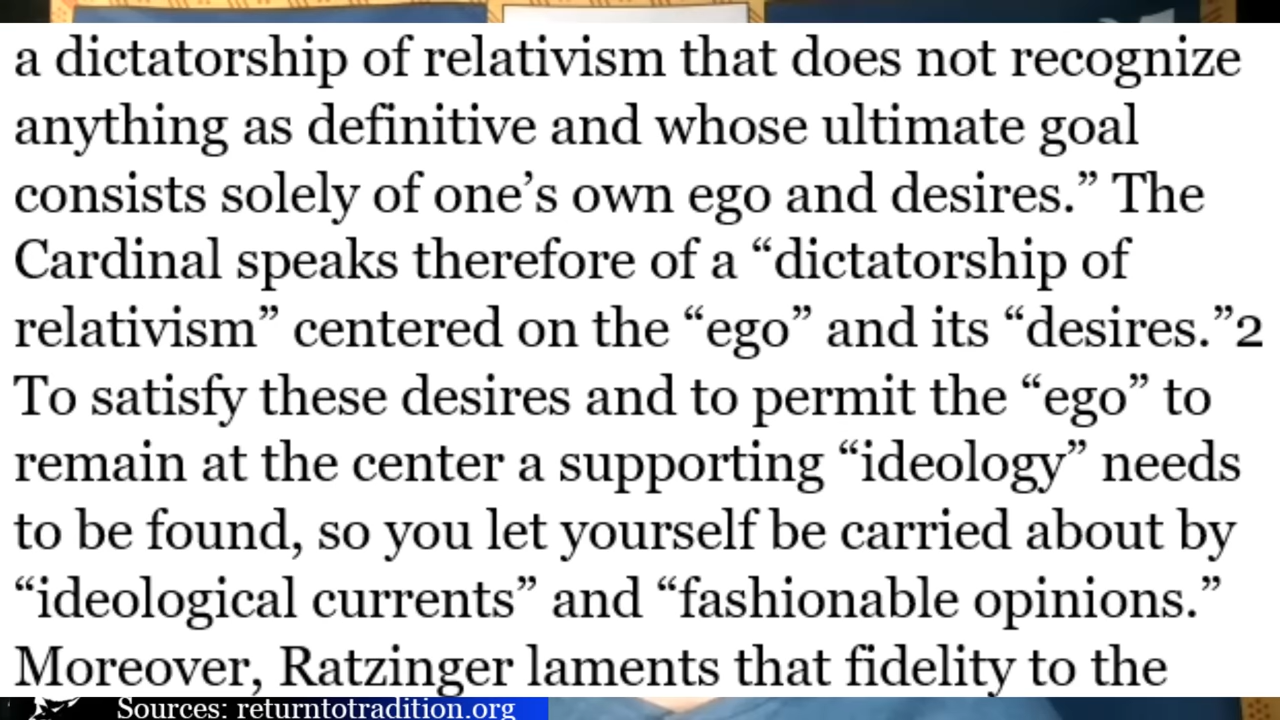 a dictatorship of relativism that does not recognize
anything as definitive and whose ultimate goal
consists solely of one’s own ego and desires.” The
Cardinal speaks therefore of a “dictatorship of
relativism” centered on the “ego” and its “desires.”2
To satisfy these desires and to permit the “ego” to
remain at the center a supporting “ideology” needs
to be found, so you let yourself be carried about by
“ideological currents” and “fashionable opinions.”
Moreover, Ratzinger laments that fidelity to the
Sources: returntotradition.org